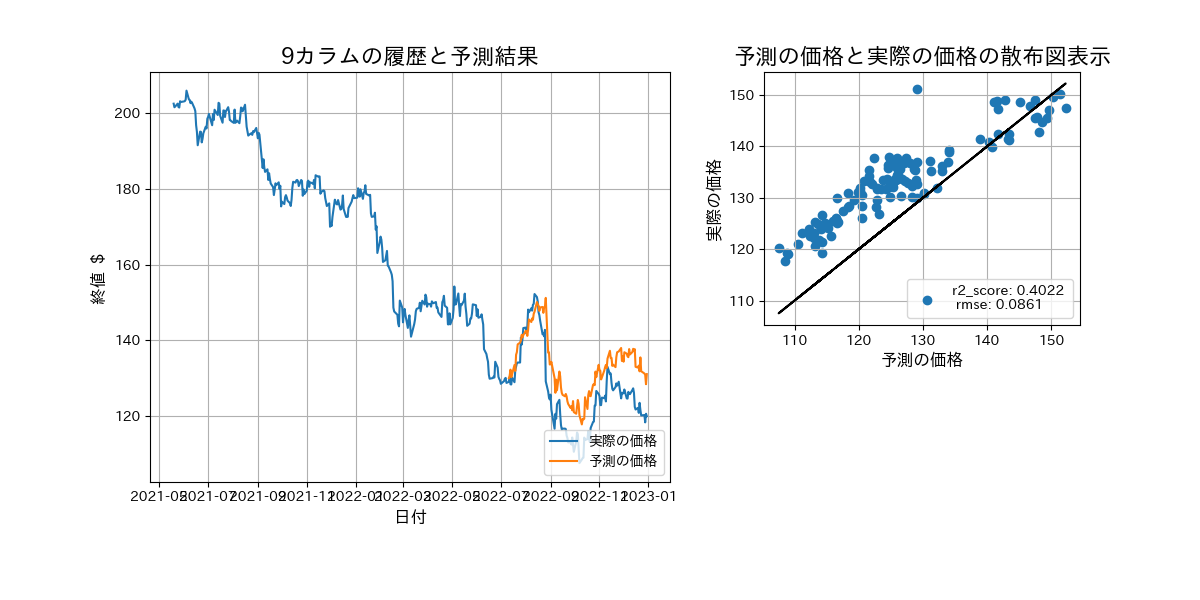 9カラムの履歴と予測結果
200
180
160
140
120
終値 $
2021-05 2021-07 2021-09 2021-11 2022-02 2022-03 2022-05 2022-07 2022-09 2022-11 2023-01
日付
実際の価格
予測の価格
予測の価格と実際の価格の散布図表示
150
140
130
120
110
実際の価格
110 120 130 140 150
予測の価格
r2_score: 0.4022
rmse: 0.0861